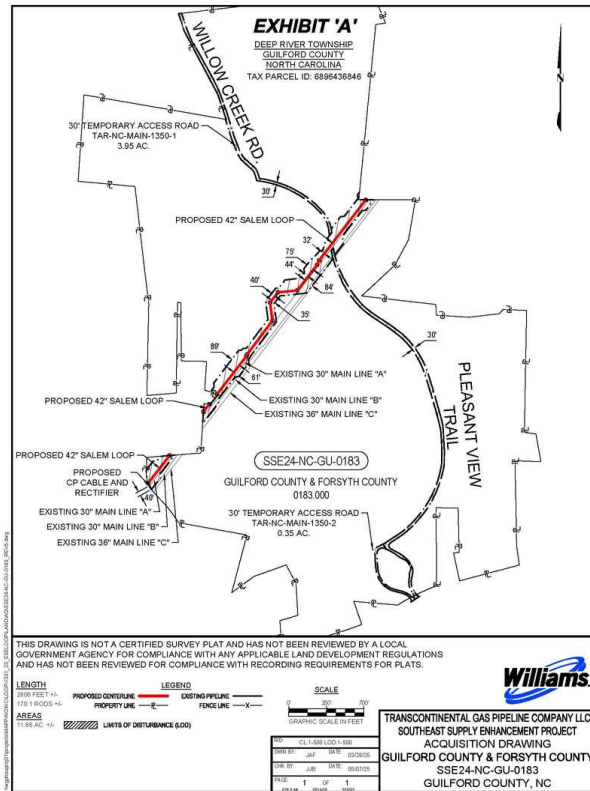 EXHIBIT 'A'
DEEP RIVER TOWNSHIP
GUILFORD COUNTY
NORTH CAROLINA
TAX PARCEL ID: 6896436846
N
WILLOW CREEK RD.
30' TEMPORARY ACCESS ROAD
TAR-NC-MAIN-1350-1
3.95 AC.
30'
PROPOSED 42" SALEM LOOP
32'
75'
44'
84'
40'
35'
30'
89'
61'
EXISTING 30" MAIN LINE "A"
EXISTING 30" MAIN LINE "B"
EXISTING 36" MAIN LINE "C"
PLEASANT VIEW
TRAIL
PROPOSED 42" SALEM LOOP
PROPOSED 42" SALEM LOOP
PROPOSED
CP CABLE AND
RECTIFIER
40'
EXISTING 30" MAIN LINE "A"
EXISTING 30" MAIN LINE "B"
EXISTING 36" MAIN LINE "C"
SSE24-NC-GU-0183
GUILFORD COUNTY & FORSYTH COUNTY
0183.000
30' TEMPORARY ACCESS ROAD
TAR-NC-MAIN-1350-2
0.35 AC.
THIS DRAWING IS NOT A CERTIFIED SURVEY PLAT AND HAS NOT BEEN REVIEWED BY A LOCAL
GOVERNMENT AGENCY FOR COMPLIANCE WITH ANY APPLICABLE LAND DEVELOPMENT REGULATIONS
AND HAS NOT BEEN REVIEWED FOR COMPLIANCE WITH RECORDING REQUIREMENTS FOR PLATS.
LENGTH
2806 FEET +/-
170.1 RODS +/-
AREAS
11.86 AC +/-
LEGEND
PROPOSED CENTERLINE
EXISTING PIPELINE
PROPERTY LINE
FENCE LINE
LIMITS OF DISTURBANCE (LOD)
SCALE
0' 350' 700'
GRAPHIC SCALE IN FEET
Williams
CL:1-509 LOD:1-500
DWN BY: JAF DATE: 03/28/25
CHK BY: JJB DATE: 05/07/25
PAGE: 1 OF 1
TRANSCONTINENTAL GAS PIPELINE COMPANY LLC
SOUTHEAST SUPPLY ENHANCEMENT PROJECT
ACQUISITION DRAWING
GUILFORD COUNTY & FORSYTH COUNTY
SSE24-NC-GU-0183
GUILFORD COUNTY, NC